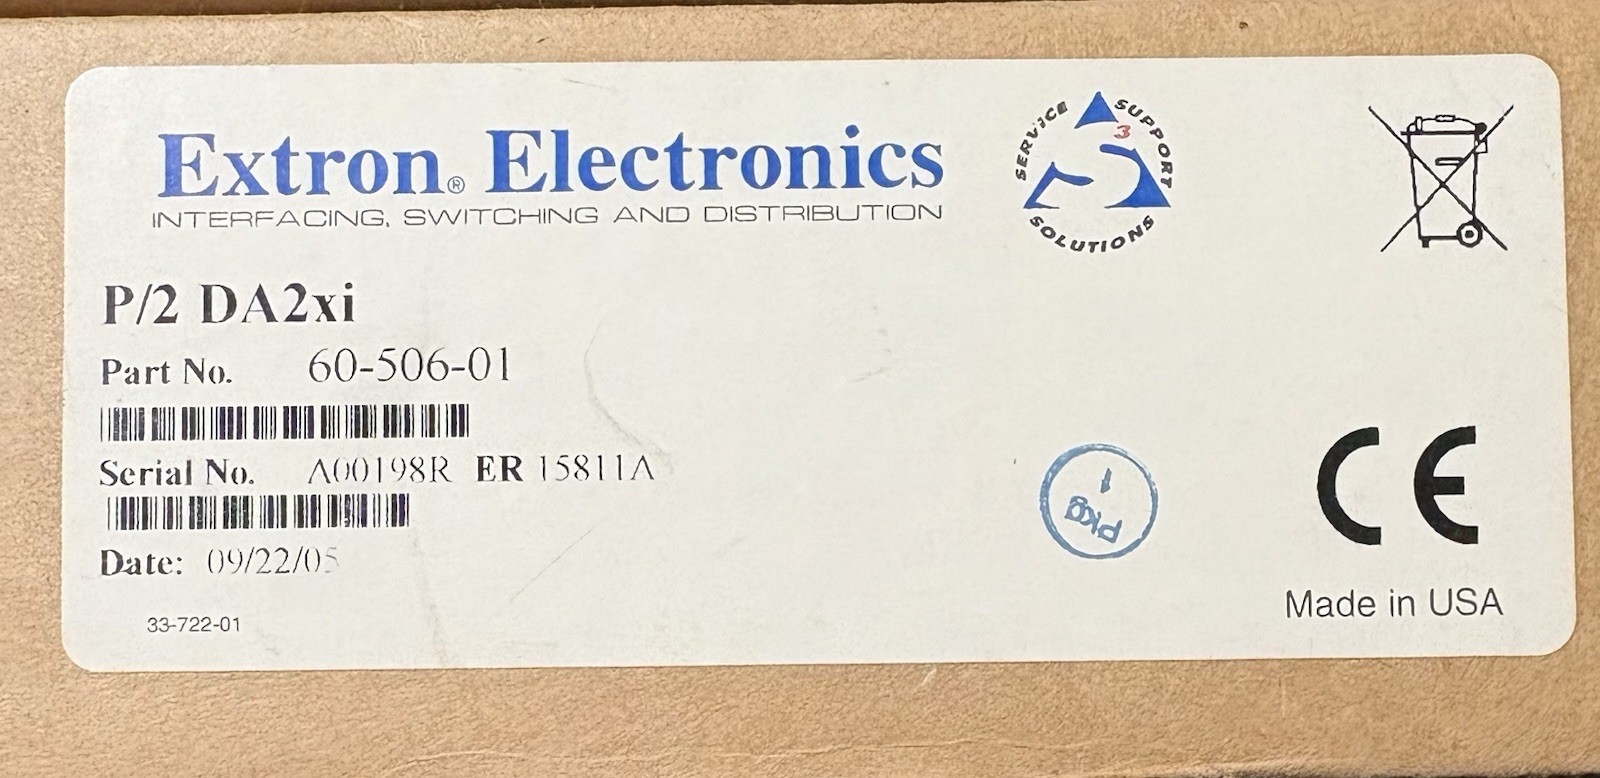 Extron® Electronics
INTERFACING, SWITCHING AND DISTRIBUTION
SERVICE SUPPORT SOLUTIONS
3
P/2 DA2xi
Part No. 60-506-01
Serial No. A00198R ER 15811A
Date: 09/22/05
33-722-01
Pkg
1
CE
Made in USA